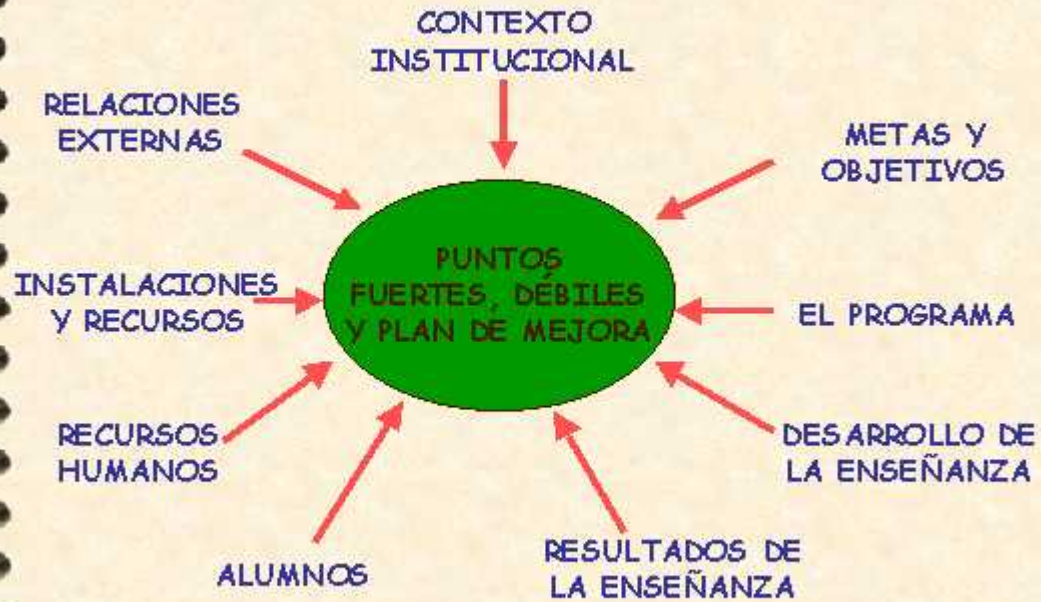 CONTEXTO
INSTITUCIONAL
RELACIONES
EXTERNAS
METAS Y
OBJETIVOS
PUNTOS
FUERTES, DÉBILES
Y PLAN DE MEJORA
INSTALACIONES
Y RECURSOS
EL PROGRAMA
RECURSOS
HUMANOS
DESARROLLO DE
LA ENSEÑANZA
ALUMNOS
RESULTADOS DE
LA ENSEÑANZA